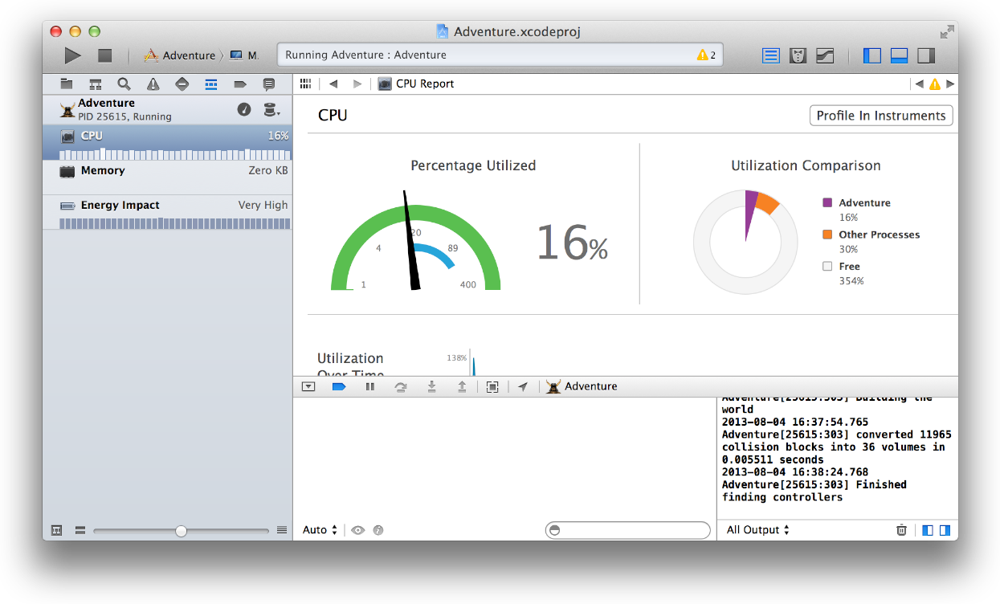 Adventure.xcodeproj
Adventure
M.
Running Adventure : Adventure
2
CPU Report
Adventure
PID 25615, Running
CPU
16%
Memory
Zero KB
Energy Impact
Very High
CPU
Profile In Instruments
Percentage Utilized
1
4
20
89
400
16%
Utilization Comparison
Adventure
16%
Other Processes
30%
Free
354%
Utilization
Over Time
138%
Adventure
Adventure[25615:303] Building the
world
2013-08-04 16:37:54.765
Adventure[25615:303] converted 11965
collision blocks into 36 volumes in
0.005511 seconds
2013-08-04 16:38:24.768
Adventure[25615:303] Finished
finding controllers
Auto
All Output